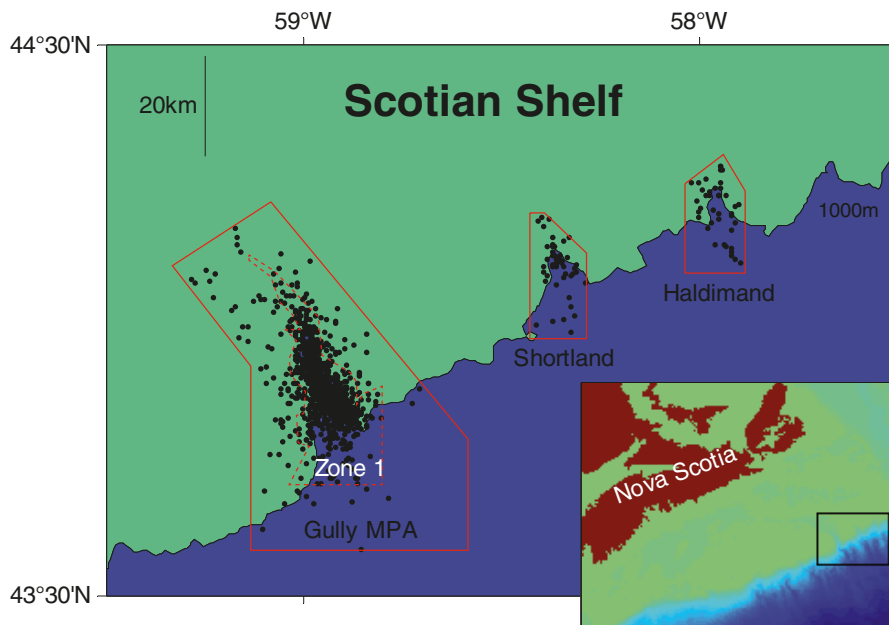 59°W
58°W
44°30'N
20km
Scotian Shelf
1000m
Haldimand
Shortland
Zone 1
Nova Scotia
Gully MPA
43°30'N